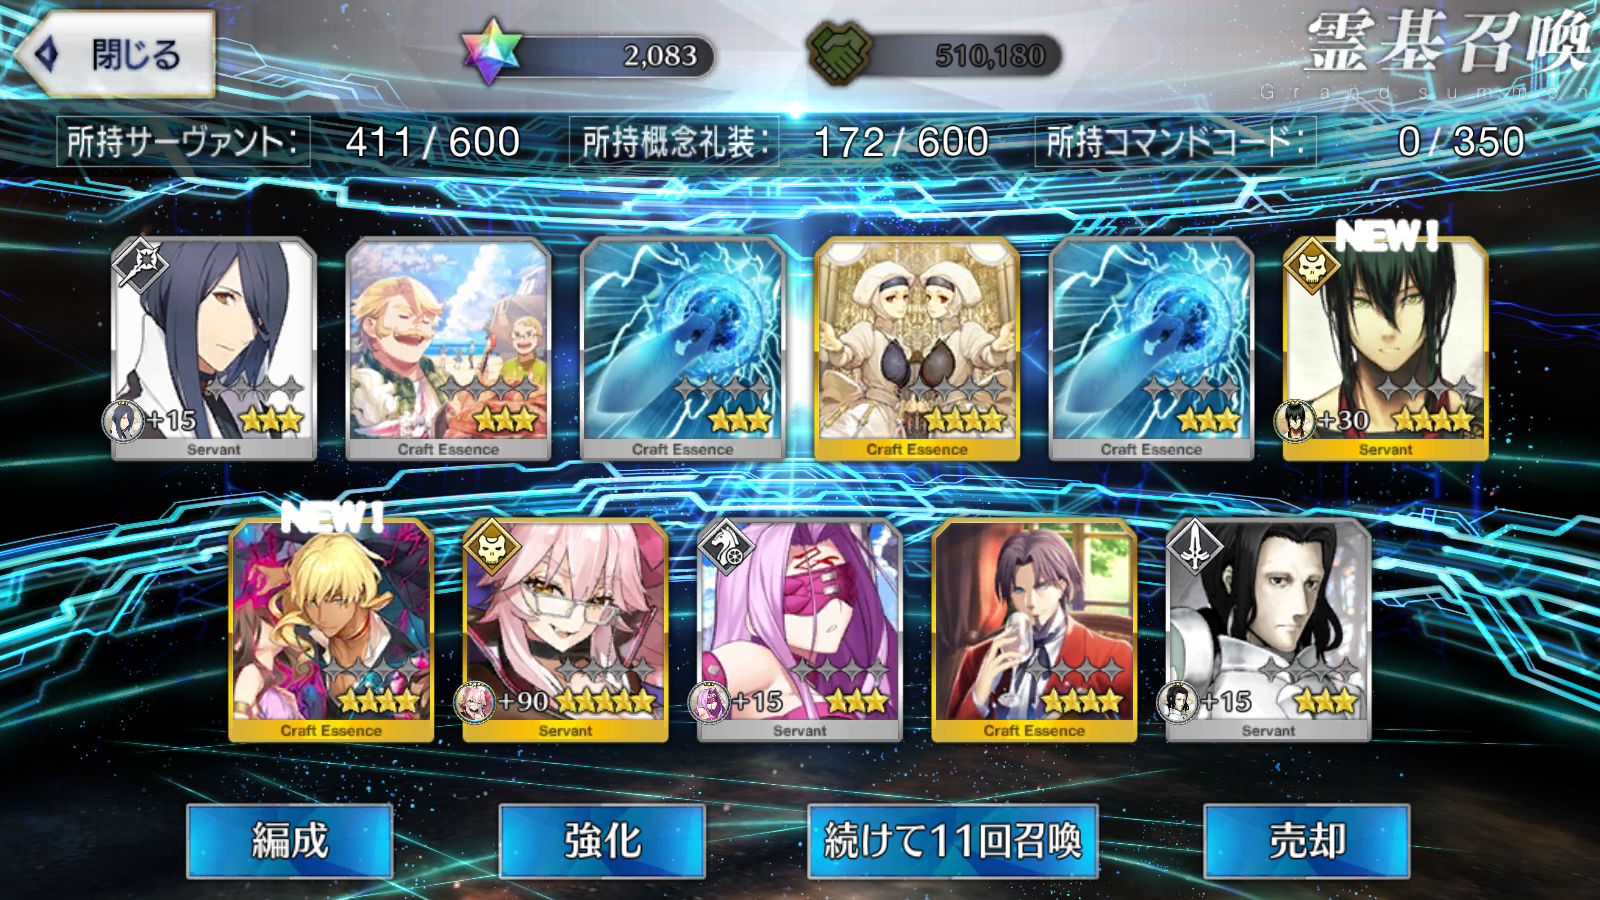 閉じる
2,083
510,180
霊基召喚
Grand summon
所持サーヴァント:
411/600
所持概念礼装:
172/600
所持コマンドコード:
0/350
NEW!
+15
+30
Servant
Craft Essence
Craft Essence
Craft Essence
Craft Essence
Servant
NEW!
+90
+15
+15
Craft Essence
Servant
Servant
Craft Essence
Servant
編成
強化
続けて11回召喚
売却